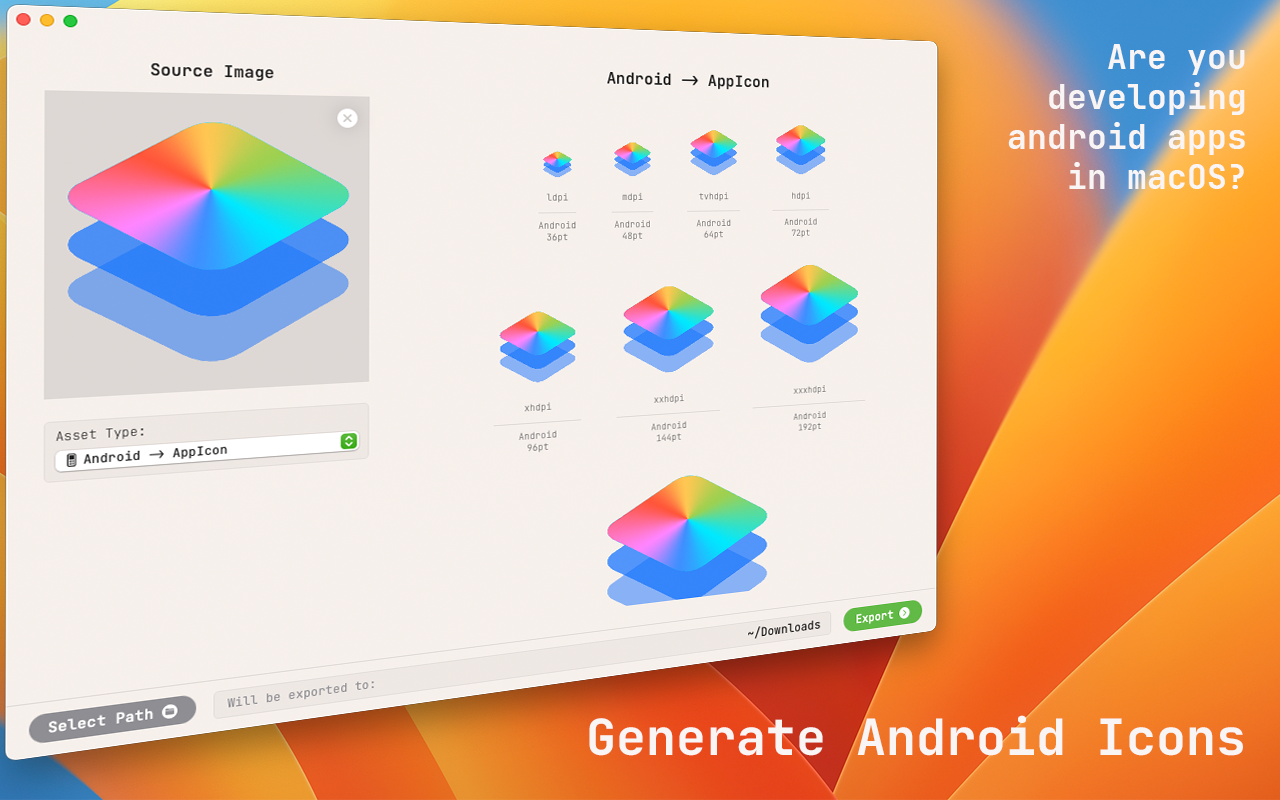 Source Image
Asset Type:
Android → AppIcon
Android → AppIcon
ldpi
Android
36pt
mdpi
Android
48pt
tvhdpi
Android
64pt
hdpi
Android
72pt
xhdpi
Android
96pt
xxhdpi
Android
144pt
xxxhdpi
Android
192pt
Select Path
Will be exported to:
~/Downloads
Export
Are you
developing
android apps
in macOS?
Generate Android Icons